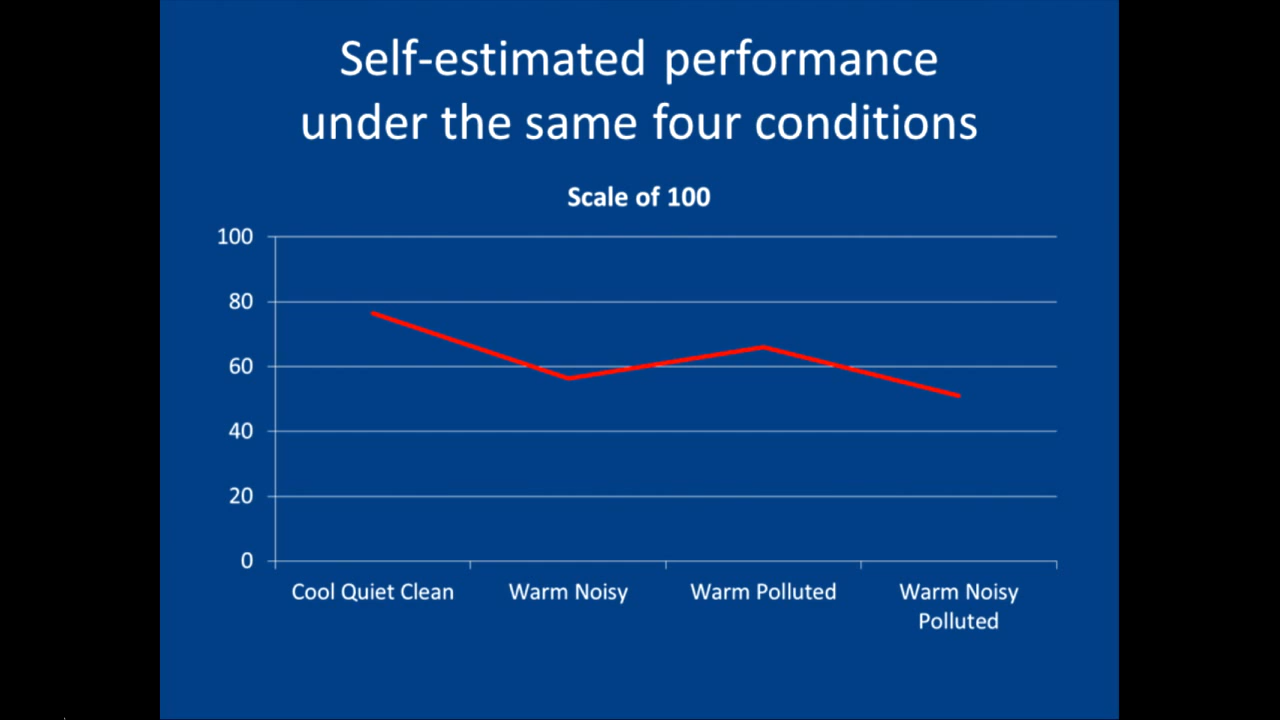 Self-estimated performance
under the same four conditions
Scale of 100
100
80
60
40
20
0
Cool Quiet Clean
Warm Noisy
Warm Polluted
Warm Noisy
Polluted